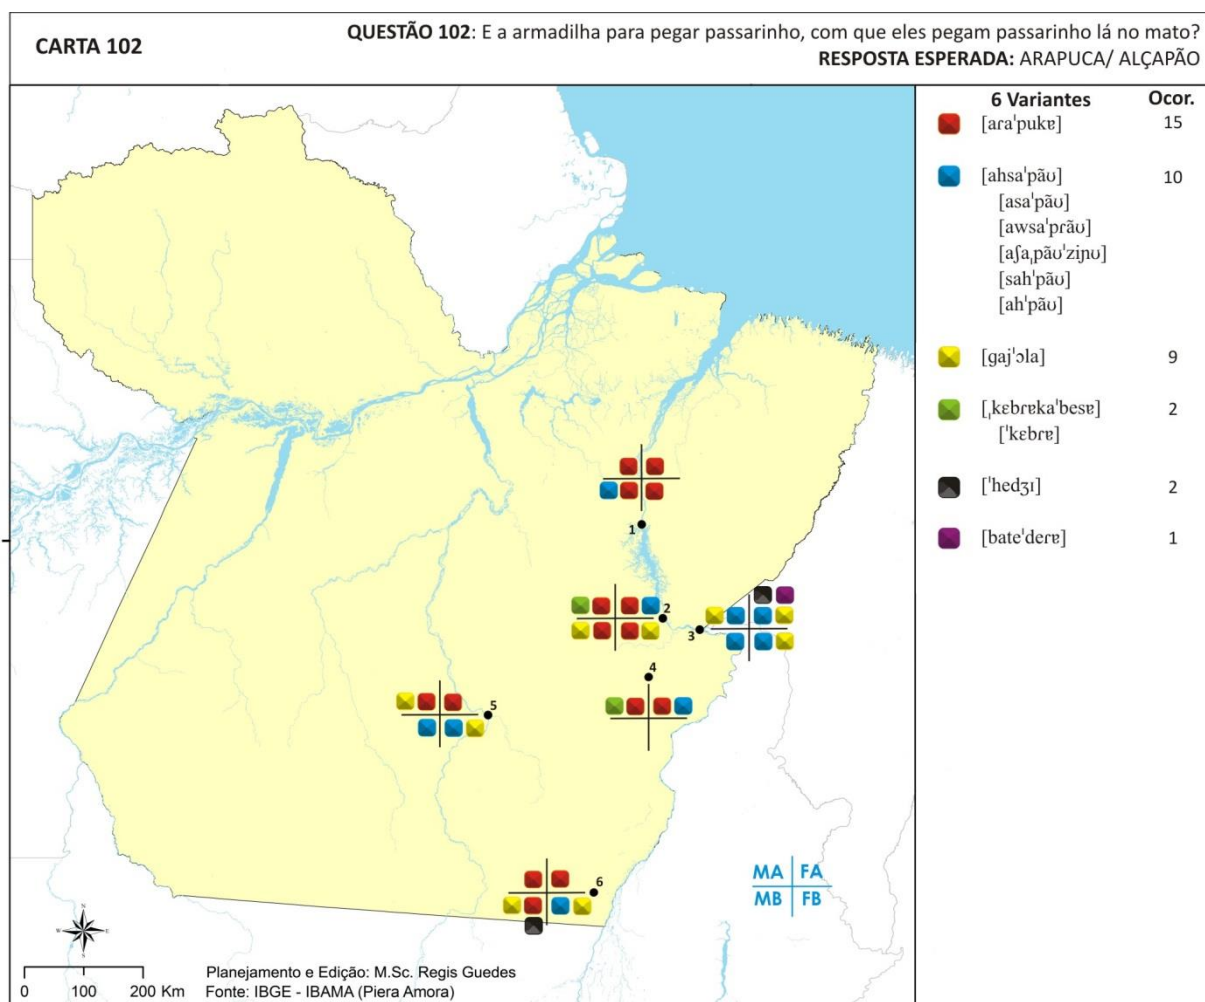 CARTA 102
QUESTÃO 102: E a armadilha para pegar passarinho, com que eles pegam passarinho lá no mato?
RESPOSTA ESPERADA: ARAPUCA/ ALÇAPÃO
6 Variantes Ocor.
[aɾaˈpukɐ] 15
[ahsaˈpãʊ] 10
[asaˈpãʊ]
[awsaˈpɾãʊ]
[aʃaˌpãʊˈziɲʊ]
[sahˈpãʊ]
[ahˈpãʊ]
[gajˈɔla] 9
[ˌkɛbɾɐkaˈbesɐ] 2
[ˈkɛbɾɐ]
[ˈhedʒɪ] 2
[bateˈdeɾɐ] 1
1
2
3
4
5
6
MA FA
MB FB
N
W E
S
0 100 200 Km
Planejamento e Edição: M.Sc. Regis Guedes
Fonte: IBGE - IBAMA (Piera Amora)